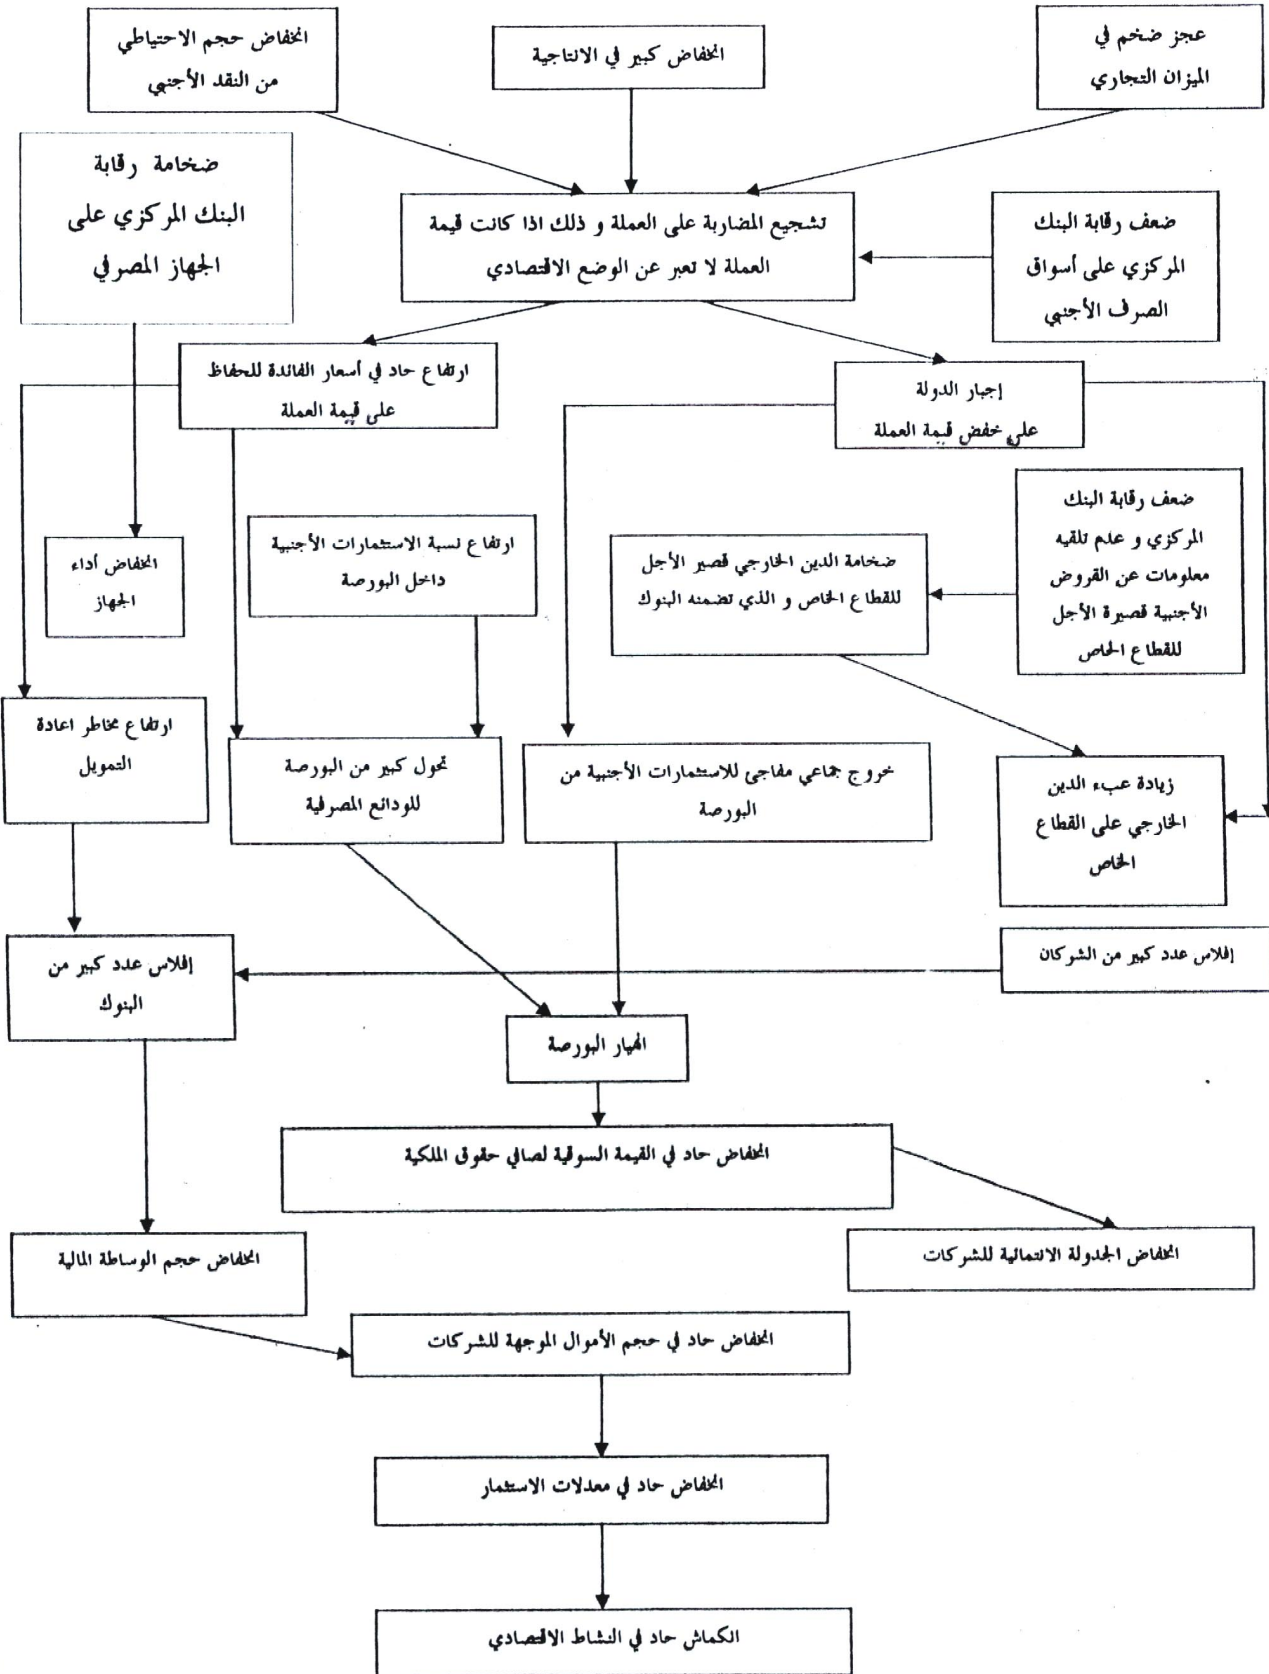 انخفاض حجم الاحتياطي
من النقد الأجنبي
انخفاض كبير في الانتاجية
عجز ضخم في
الميزان التجاري
ضخامة رقابة
البنك المركزي على
الجهاز المصرفي
تشجيع المضاربة على العملة و ذلك اذا كانت قيمة
العملة لا تعبر عن الوضع الاقتصادي
ضعف رقابة البنك
المركزي على أسواق
الصرف الأجنبي
ارتفاع حاد في أسعار الفائدة للحفاظ
على قيمة العملة
إجبار الدولة
على خفض قيمة العملة
ضعف رقابة البنك
المركزي و عدم تلقيه
معلومات عن القروض
الأجنبية قصيرة الأجل
للقطاع الخاص
ارتفاع نسبة الاستثمارات الأجنبية
داخل البورصة
ضخامة الدين الخارجي قصير الأجل
للقطاع الخاص و الذي تضمنه البنوك
انخفاض أداء
الجهاز
ارتفاع مخاطر اعادة
التمويل
تحول كبير من البورصة
للودائع المصرفية
خروج جماعي مفاجئ للاستثمارات الأجنبية من
البورصة
زيادة عبء الدين
الخارجي على القطاع
الخاص
إفلاس عدد كبير من
البنوك
إفلاس عدد كبير من الشركان
انهيار البورصة
انخفاض حاد في القيمة السوقية لصافي حقوق الملكية
انخفاض حجم الوساطة المالية
انخفاض الجدولة الائتمائية للشركات
انخفاض حاد في حجم الأموال الموجهة للشركات
انخفاض حاد في معدلات الاستثمار
انكماش حاد في النشاط الاقتصادي